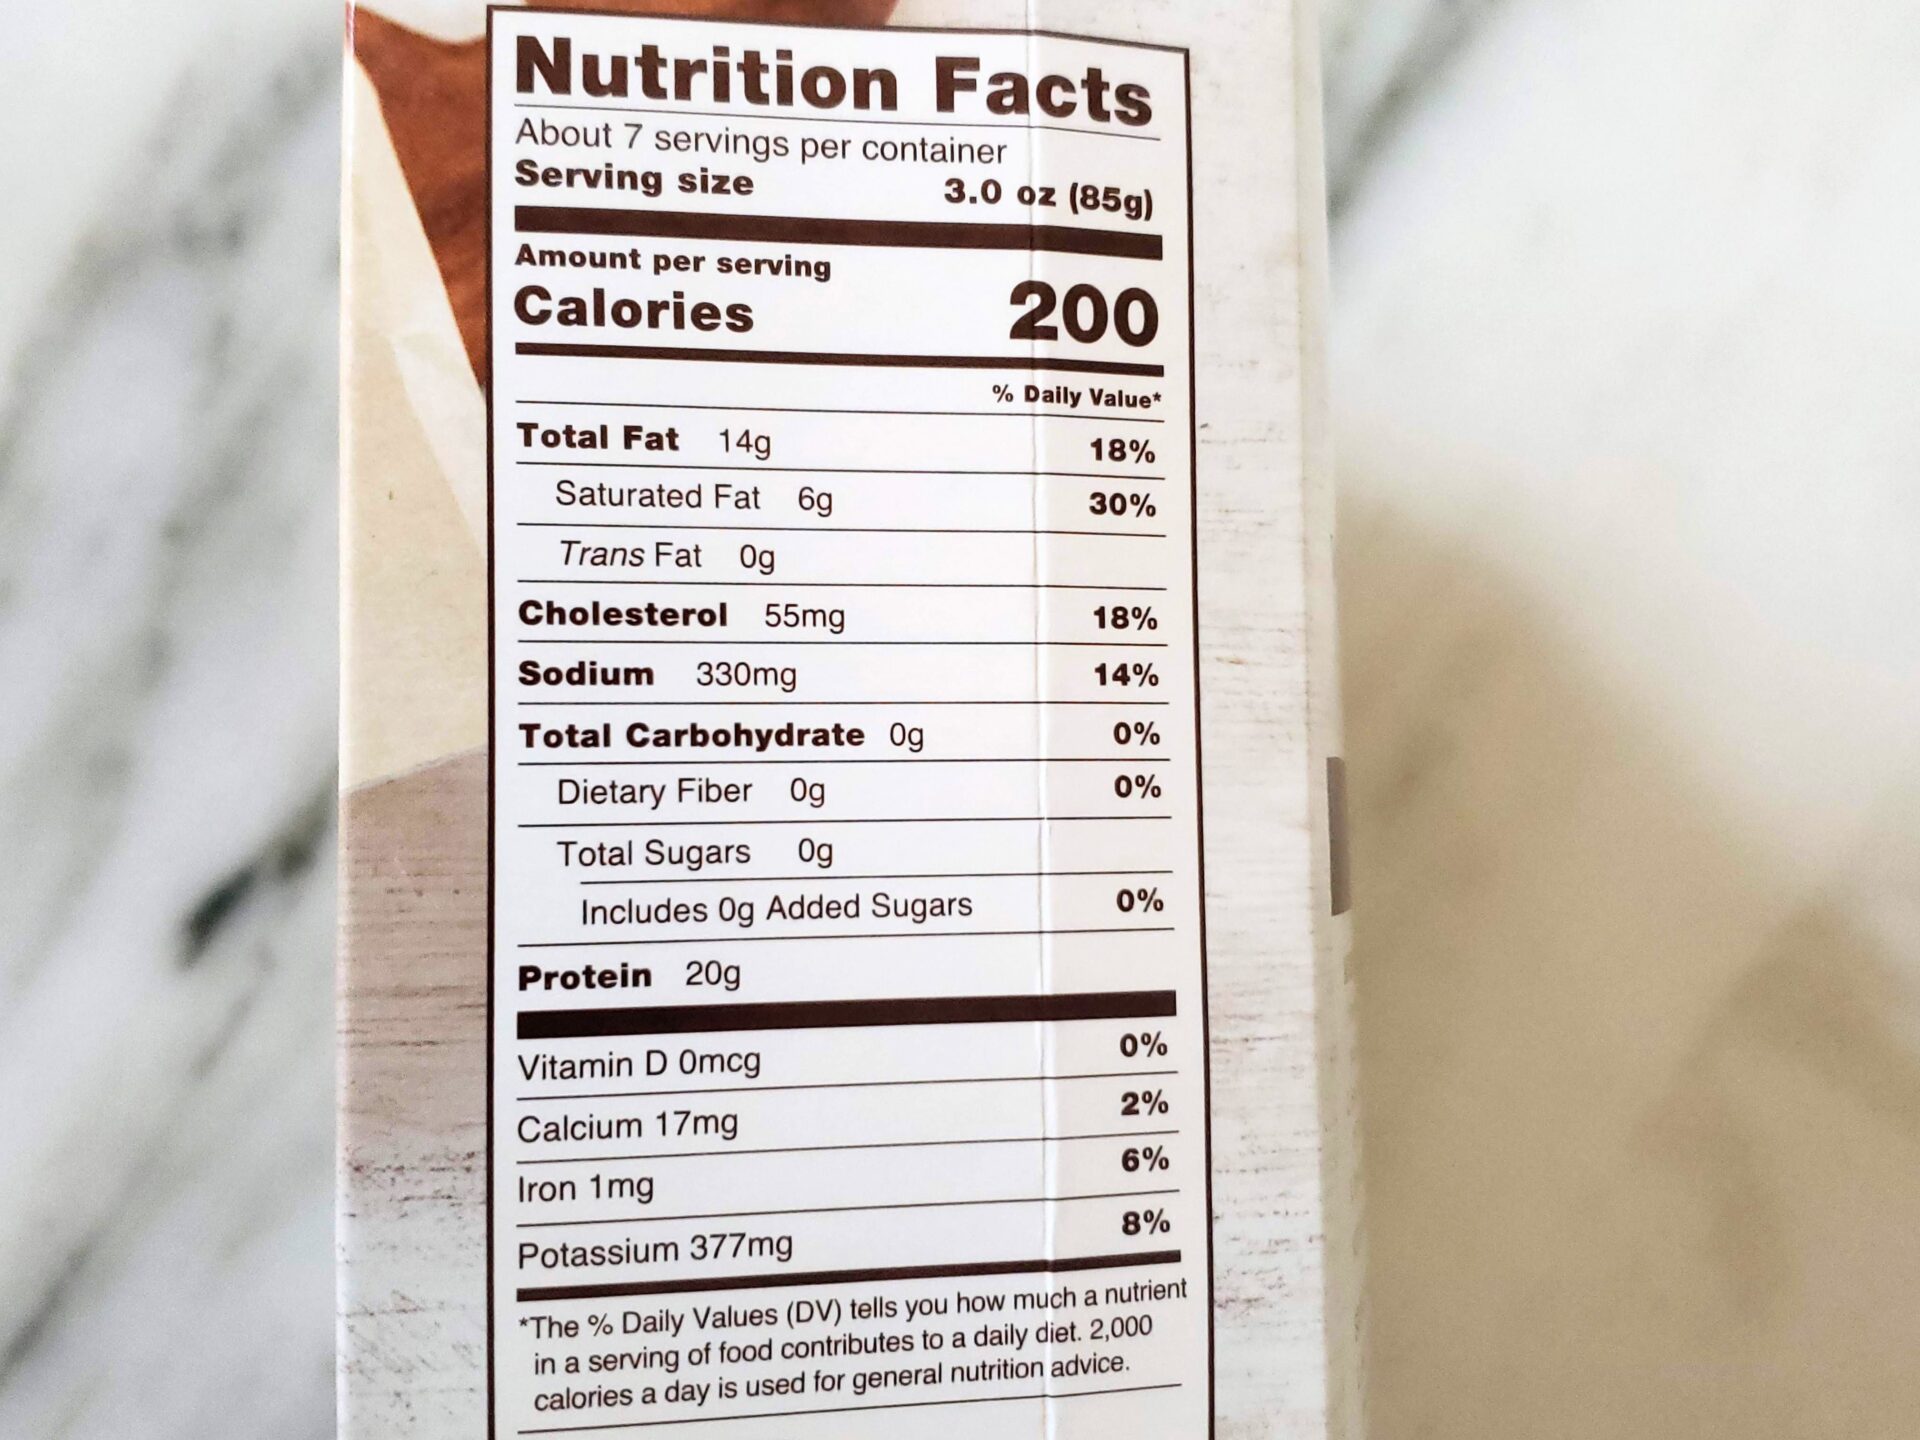 Nutrition Facts
About 7 servings per container
Serving size 3.0 oz (85g)
Amount per serving
Calories 200
% Daily Value*
Total Fat 14g 18%
Saturated Fat 6g 30%
Trans Fat 0g
Cholesterol 55mg 18%
Sodium 330mg 14%
Total Carbohydrate 0g 0%
Dietary Fiber 0g 0%
Total Sugars 0g
Includes 0g Added Sugars 0%
Protein 20g
Vitamin D 0mcg 0%
Calcium 17mg 2%
Iron 1mg 6%
Potassium 377mg 8%
*The % Daily Values (DV) tells you how much a nutrient
in a serving of food contributes to a daily diet. 2,000
calories a day is used for general nutrition advice.